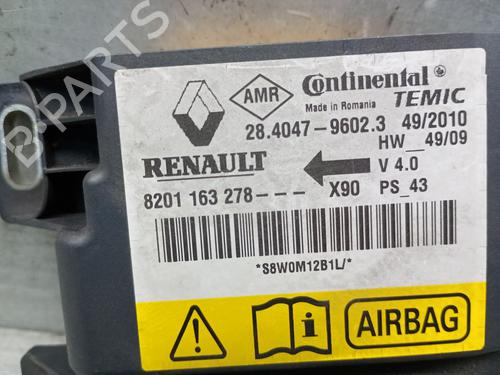 B-PARTS
AMR Continental
Made in Romania TEMIC
28.4047-9602.3 49/2010
HW__49/09
RENAULT V 4.0
8201 163 278--- X90 PS_43
*S8W0M12B1L/*
AIRBAG